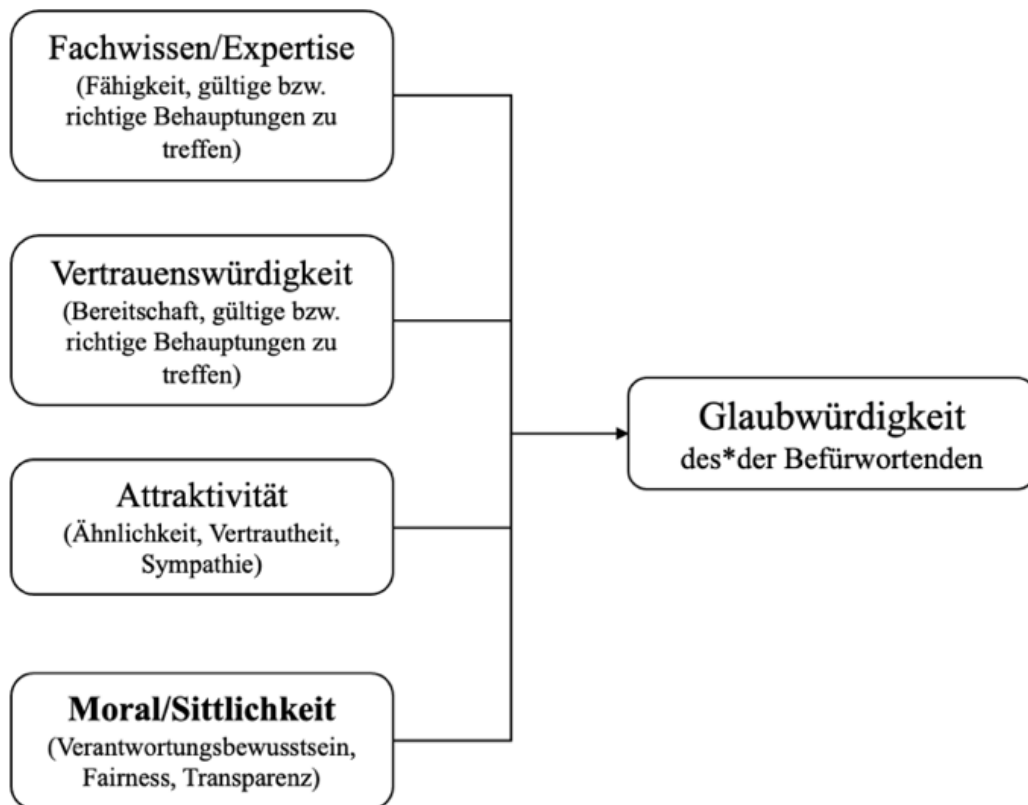 Fachwissen/Expertise
(Fähigkeit, gültige bzw.
richtige Behauptungen zu
treffen)
Vertrauenswürdigkeit
(Bereitschaft, gültige bzw.
richtige Behauptungen zu
treffen)
Attraktivität
(Ähnlichkeit, Vertrautheit,
Sympathie)
Moral/Sittlichkeit
(Verantwortungsbewusstsein,
Fairness, Transparenz)
Glaubwürdigkeit
des*der Befürwortenden